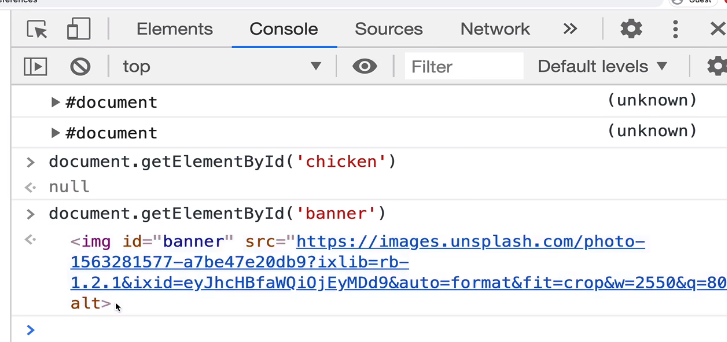 Elements Console Sources Network »
top Filter Default levels
#document (unknown)
#document (unknown)
> document.getElementById('chicken')
null
> document.getElementById('banner')
<img id="banner" src="https://images.unsplash.com/photo-
1563281577-a7be47e20db9?ixlib=rb-
1.2.1&ixid=eyJhcHBfaWQiOjEyMDd9&auto=format&fit=crop&w=2550&q=80
alt>
>